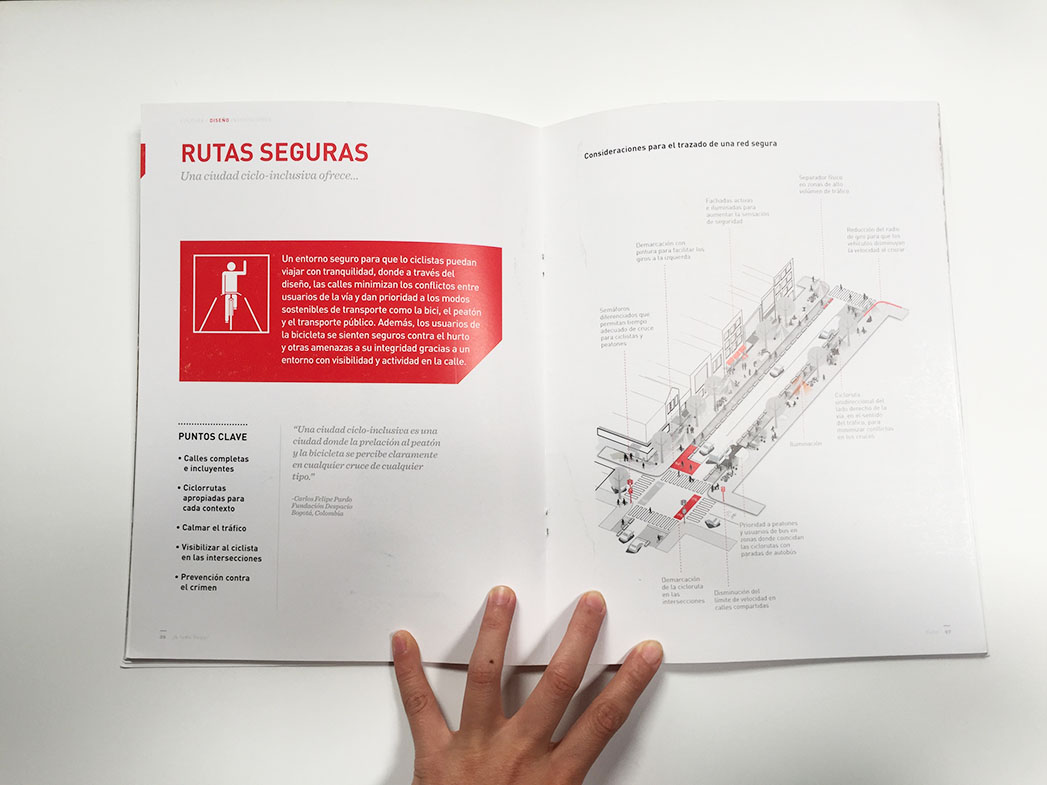 DISEÑO
RUTAS SEGURAS
Una ciudad ciclo-inclusiva ofrece...
Un entorno seguro para que lo ciclistas puedan
viajar con tranquilidad, donde a través del
diseño, las calles minimizan los conflictos entre
usuarios de la vía y dan prioridad a los modos
sostenibles de transporte como la bici, el peatón
y el transporte público. Además, los usuarios de
la bicicleta se sienten seguros contra el hurto
y otras amenazas a su integridad gracias a un
entorno con visibilidad y actividad en la calle.
PUNTOS CLAVE
• Calles completas
e incluyentes
• Ciclorrutas
apropiadas para
cada contexto
• Calmar el tráfico
• Visibilizar al ciclista
en las intersecciones
• Prevención contra
el crimen
“Una ciudad ciclo-inclusiva es una
ciudad donde la prelación al peatón
y la bicicleta se percibe claramente
en cualquier cruce de cualquier
tipo.”
-Carlos Felipe Pardo
Fundación Despacio
Bogotá, Colombia
Consideraciones para el trazado de una red segura
Separador físico
en zonas de alto
volumen de tráfico
Fachadas activas
e iluminadas para
aumentar la sensación
de seguridad
Reducción del radio
de giro para que los
vehículos disminuyan
la velocidad al cruzar
Demarcación con
pintura para facilitar los
giros a la izquierda
Semáforos
diferenciados que
permitan tiempo
adecuado de cruce
para ciclistas y
peatones
Cicloruta
unidireccional del
lado derecho de la
vía, en el sentido
del tráfico, para
minimizar conflictos
en los cruces
Iluminación
Prioridad a peatones
y usuarios de bus en
zonas donde coincidan
las ciclorutas con
paradas de autobús
Demarcación
de la cicloruta
en las
intersecciones
Disminución del
límite de velocidad en
calles compartidas